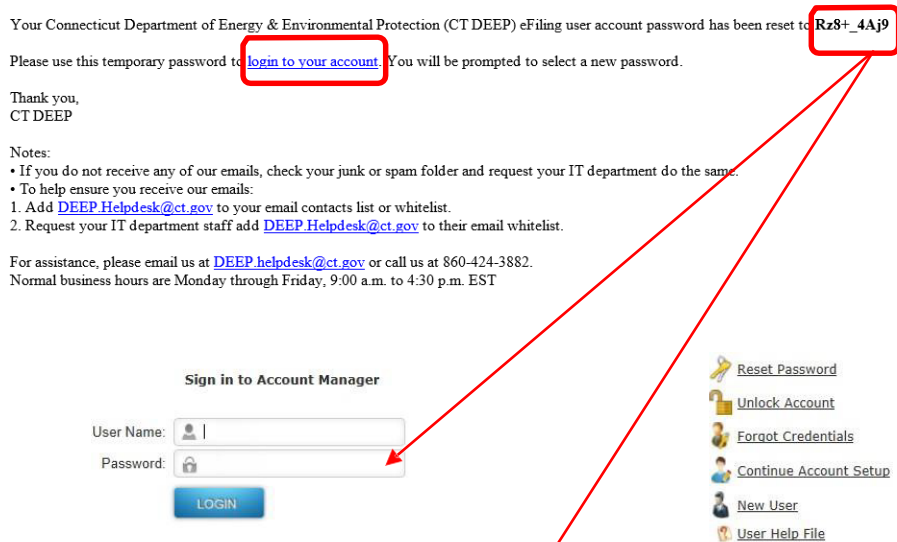 Your Connecticut Department of Energy & Environmental Protection (CT DEEP) eFiling user account password has been reset to Rz8+_4Aj9
Please use this temporary password to login to your account. You will be prompted to select a new password.
Thank you,
CT DEEP
Notes:
• If you do not receive any of our emails, check your junk or spam folder and request your IT department do the same.
• To help ensure you receive our emails:
1. Add DEEP.Helpdesk@ct.gov to your email contacts list or whitelist.
2. Request your IT department staff add DEEP.Helpdesk@ct.gov to their email whitelist.
For assistance, please email us at DEEP.helpdesk@ct.gov or call us at 860-424-3882.
Normal business hours are Monday through Friday, 9:00 a.m. to 4:30 p.m. EST
Sign in to Account Manager
User Name:
Password:
LOGIN
Reset Password
Unlock Account
Forgot Credentials
Continue Account Setup
New User
User Help File